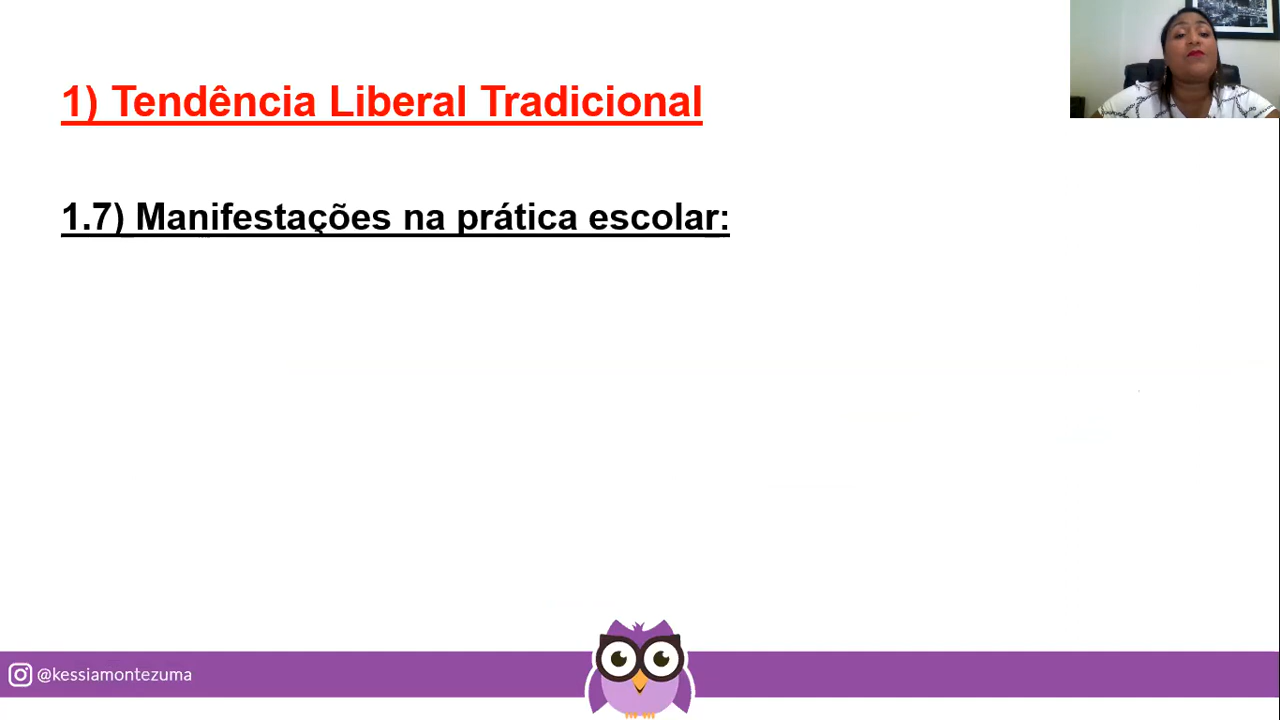 1) Tendência Liberal Tradicional
1.7) Manifestações na prática escolar:
@kessiamontezuma